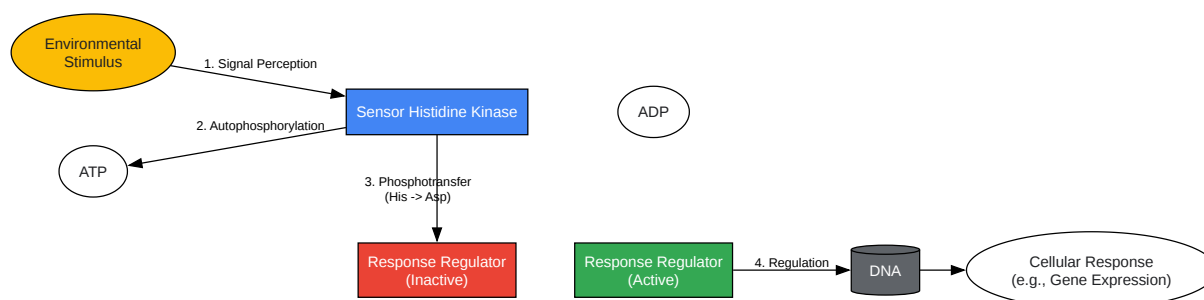 Environmental
Stimulus
1. Signal Perception
Sensor Histidine Kinase
ADP
2. Autophosphorylation
ATP
3. Phosphotransfer
(His -> Asp)
Response Regulator
(Inactive)
Response Regulator
(Active)
4. Regulation
DNA
Cellular Response
(e.g., Gene Expression)